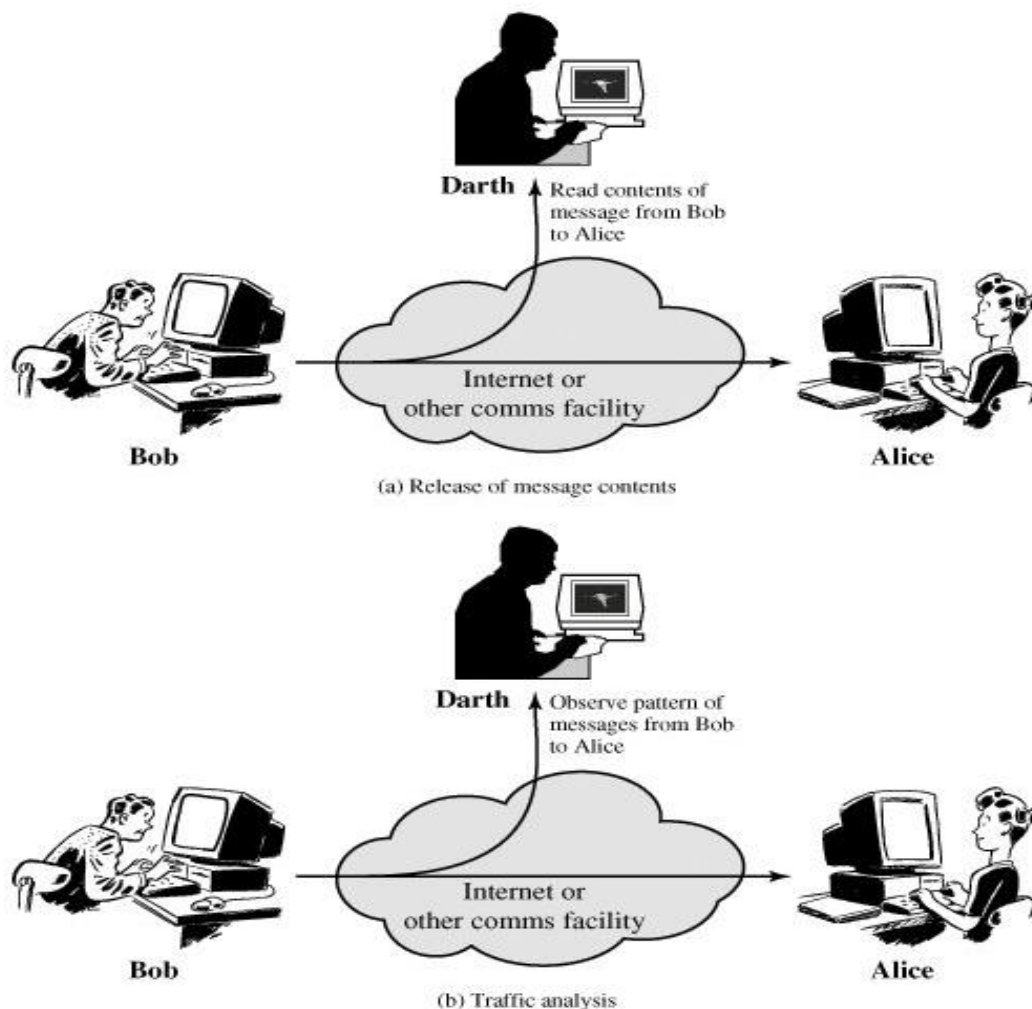 Darth
Read contents of
message from Bob
to Alice
Internet or
other comms facility
Bob
Alice
(a) Release of message contents
Darth
Observe pattern of
messages from Bob
to Alice
Internet or
other comms facility
Bob
Alice
(b) Traffic analysis